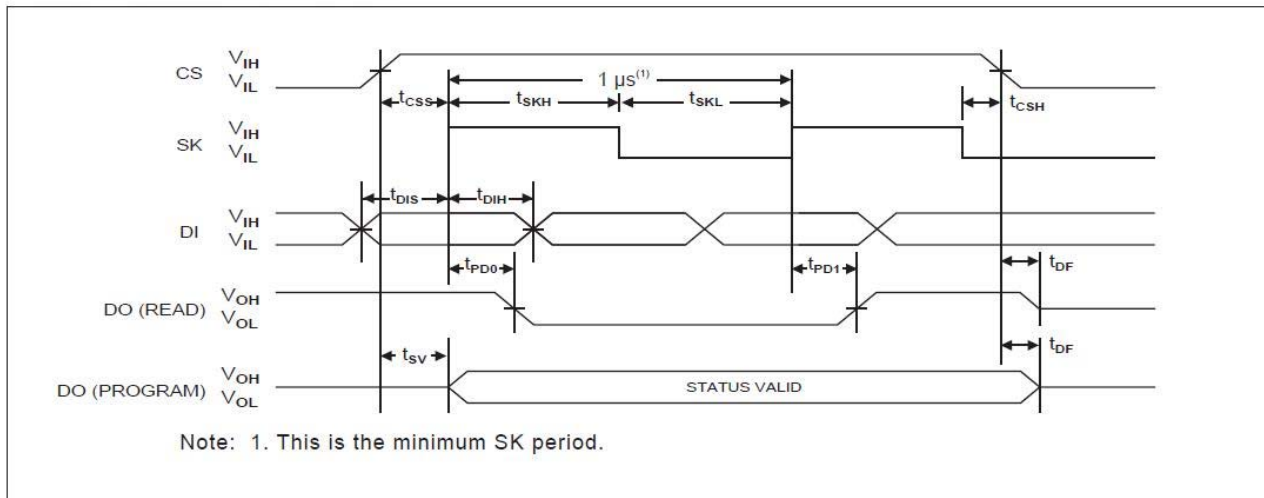 CS VIH
VIL
1 µs(1)
tCSS tSKH tSKL tCSH
SK VIH
VIL
tDIS tDIH
DI VIH
VIL
tPD0 tPD1 tDF
DO (READ) VOH
VOL
tSV tDF
DO (PROGRAM) VOH
VOL
STATUS VALID
Note: 1. This is the minimum SK period.